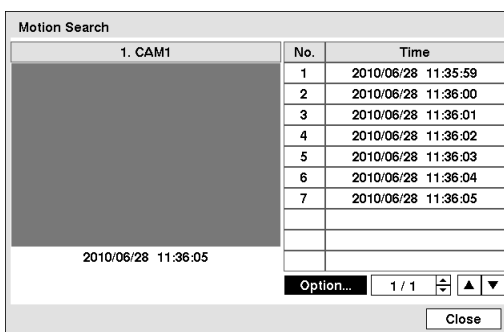 Motion Search
1. CAM1
No. Time
1 2010/06/28 11:35:59
2 2010/06/28 11:36:00
3 2010/06/28 11:36:01
4 2010/06/28 11:36:02
5 2010/06/28 11:36:03
6 2010/06/28 11:36:04
7 2010/06/28 11:36:05
2010/06/28 11:36:05
Option... 1 / 1
Close